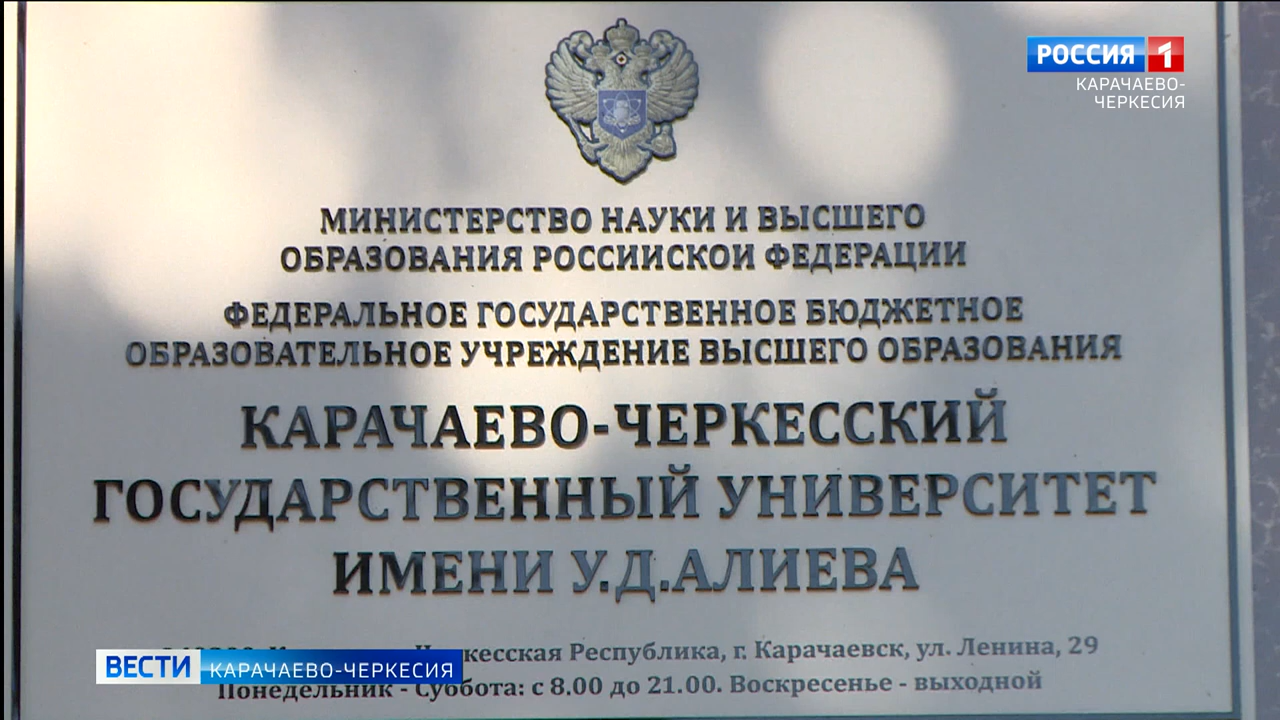 РОССИЯ 1
КАРАЧАЕВО-
ЧЕРКЕСИЯ
МИНИСТЕРСТВО НАУКИ И ВЫСШЕГО
ОБРАЗОВАНИЯ РОССИИСКОИ ФЕДЕРАЦИИ
ФЕДЕРАЛЬНОЕ ГОСУДАРСТВЕННОЕ БЮДЖЕТНОЕ
ОБРАЗОВАТЕЛЬНОЕ УЧРЕЖДЕНИЕ ВЫСШЕГО ОБРАЗОВАНИЯ
КАРАЧАЕВО-ЧЕРКЕССКИЙ
ГОСУДАРСТВЕННЫЙ УНИВЕРСИТЕТ
ИМЕНИ У.Д.АЛИЕВА
Республика, г. Карачаевск, ул. Ленина, 29
ВЕСТИ КАРАЧАЕВО-ЧЕРКЕСИЯ
Понедельник - Суббота: с 8.00 до 21.00. Воскресенье - выходной